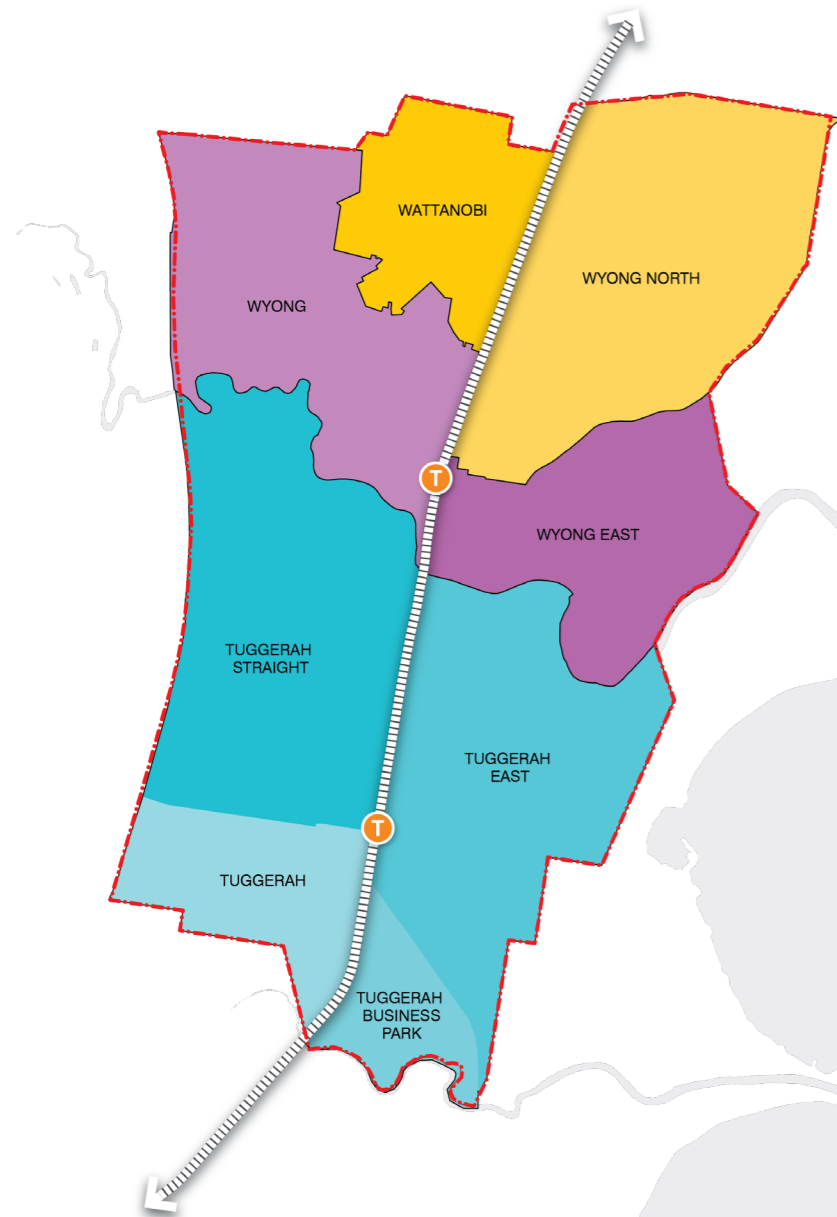 WATTANOBI
WYONG NORTH
WYONG
T
WYONG EAST
TUGGERAH
STRAIGHT
TUGGERAH
EAST
T
TUGGERAH
TUGGERAH
BUSINESS
PARK